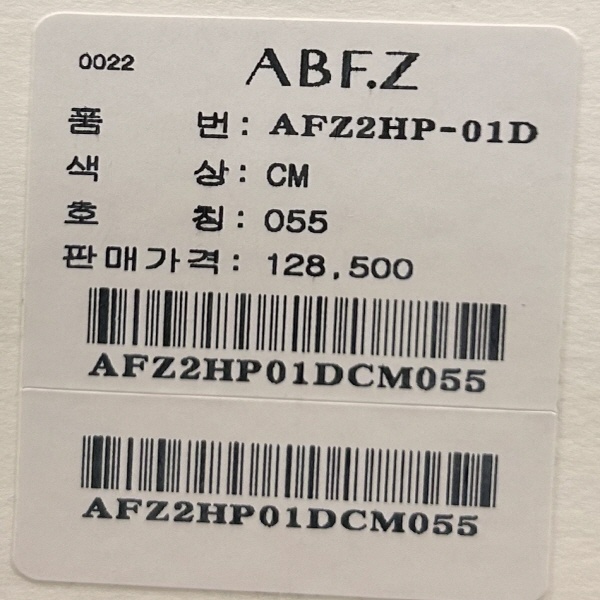 0022 ABF.Z
품 번: AFZ2HP-01D
색 상: CM
호 칭: 055
판매가격: 128,500
AFZ2HP01DCM055
AFZ2HP01DCM055